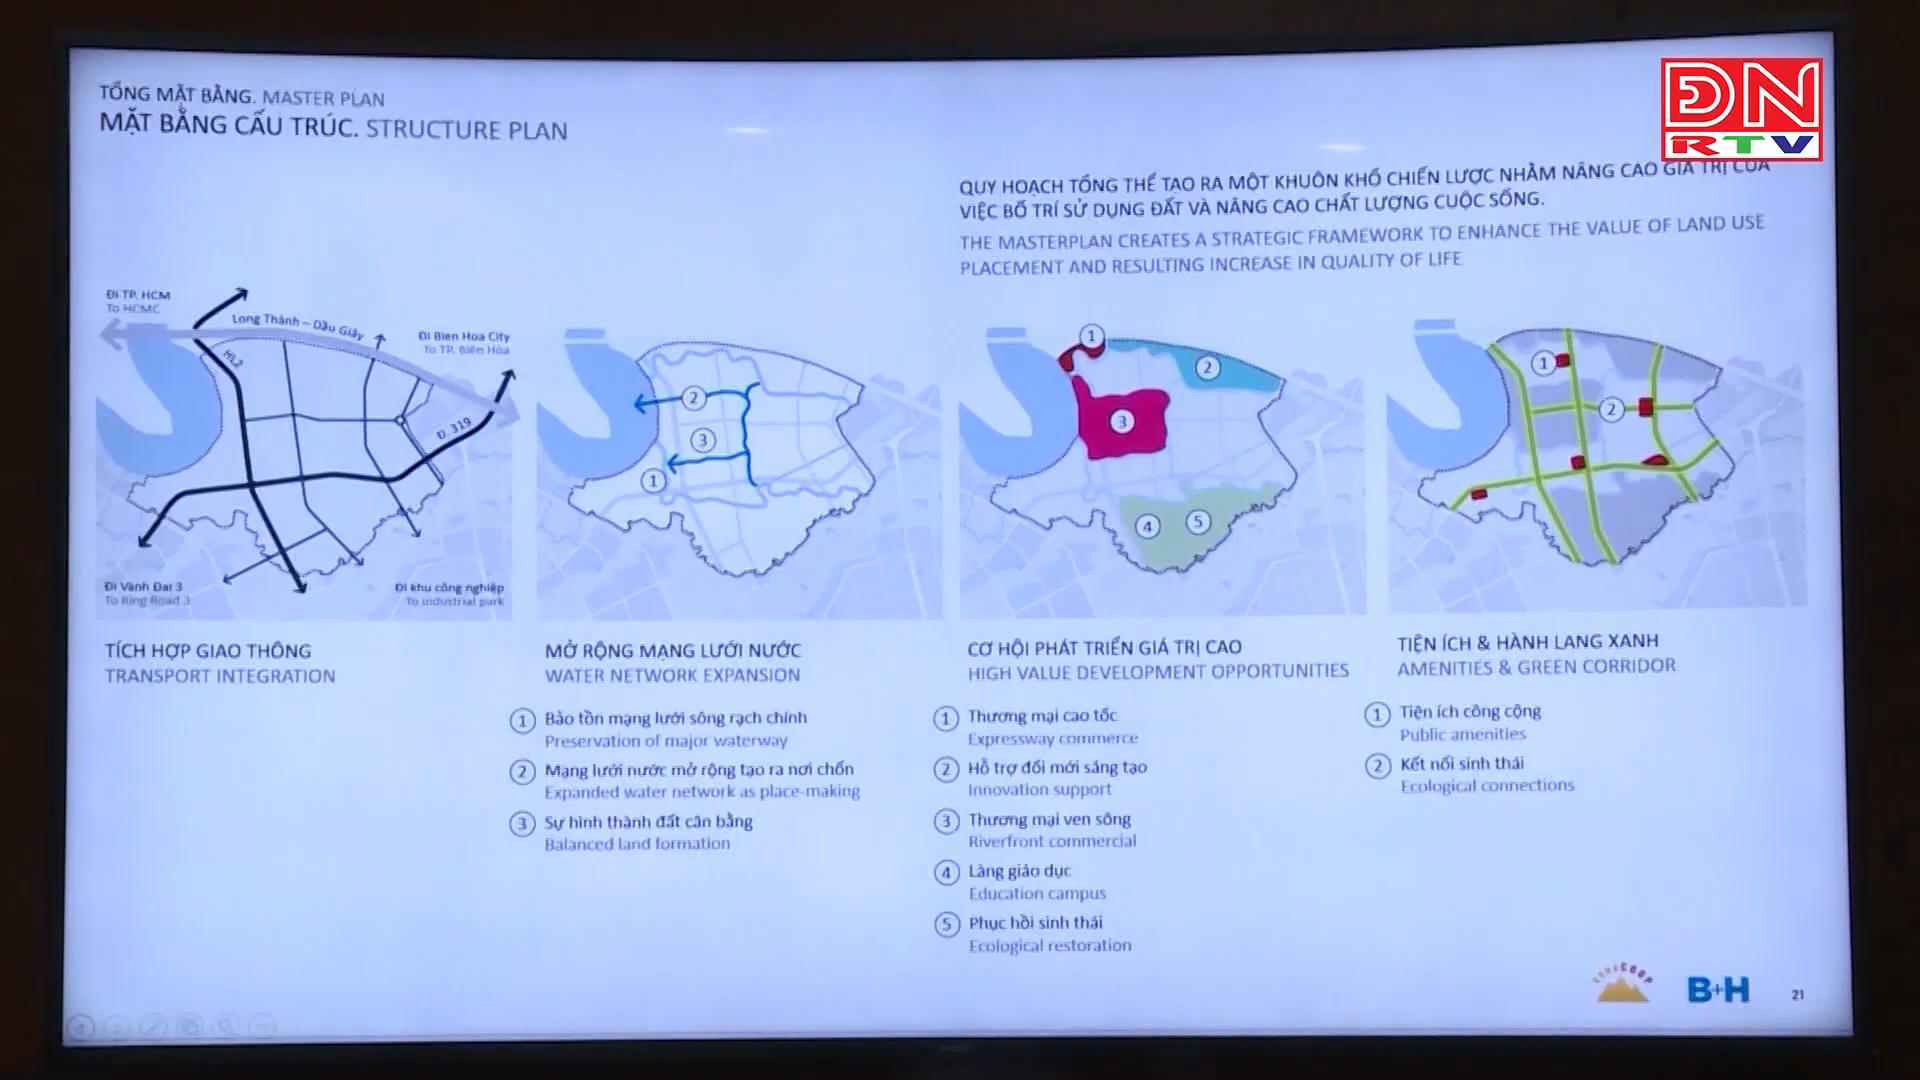 TỔNG MẶT BẰNG. MASTER PLAN
MẶT BẰNG CẤU TRÚC. STRUCTURE PLAN
ĐN
RTV
QUY HOẠCH TỔNG THỂ TẠO RA MỘT KHUÔN KHỔ CHIẾN LƯỢC NHẰM NÂNG CAO GIÁ TRỊ CỦA
VIỆC BỐ TRÍ SỬ DỤNG ĐẤT VÀ NÂNG CAO CHẤT LƯỢNG CUỘC SỐNG.
THE MASTERPLAN CREATES A STRATEGIC FRAMEWORK TO ENHANCE THE VALUE OF LAND USE
PLACEMENT AND RESULTING INCREASE IN QUALITY OF LIFE
Đi TP. HCM
To HCMC
Long Thành – Dầu Giây
Đi Bien Hoa City
To TP. Biên Hòa
HL2
Đ. 319
Đi Vành Đai 3
To Ring Road 3
Đi khu công nghiệp
To industrial park
2
3
1
1
2
3
4
5
1
2
TÍCH HỢP GIAO THÔNG
TRANSPORT INTEGRATION
MỞ RỘNG MẠNG LƯỚI NƯỚC
WATER NETWORK EXPANSION
1 Bảo tồn mạng lưới sông rạch chính
Preservation of major waterway
2 Mạng lưới nước mở rộng tạo ra nơi chốn
Expanded water network as place-making
3 Sự hình thành đất cân bằng
Balanced land formation
CƠ HỘI PHÁT TRIỂN GIÁ TRỊ CAO
HIGH VALUE DEVELOPMENT OPPORTUNITIES
1 Thương mại cao tốc
Expressway commerce
2 Hỗ trợ đổi mới sáng tạo
Innovation support
3 Thương mại ven sông
Riverfront commercial
4 Làng giáo dục
Education campus
5 Phục hồi sinh thái
Ecological restoration
TIỆN ÍCH & HÀNH LANG XANH
AMENITIES & GREEN CORRIDOR
1 Tiện ích công cộng
Public amenities
2 Kết nối sinh thái
Ecological connections
B+H
21